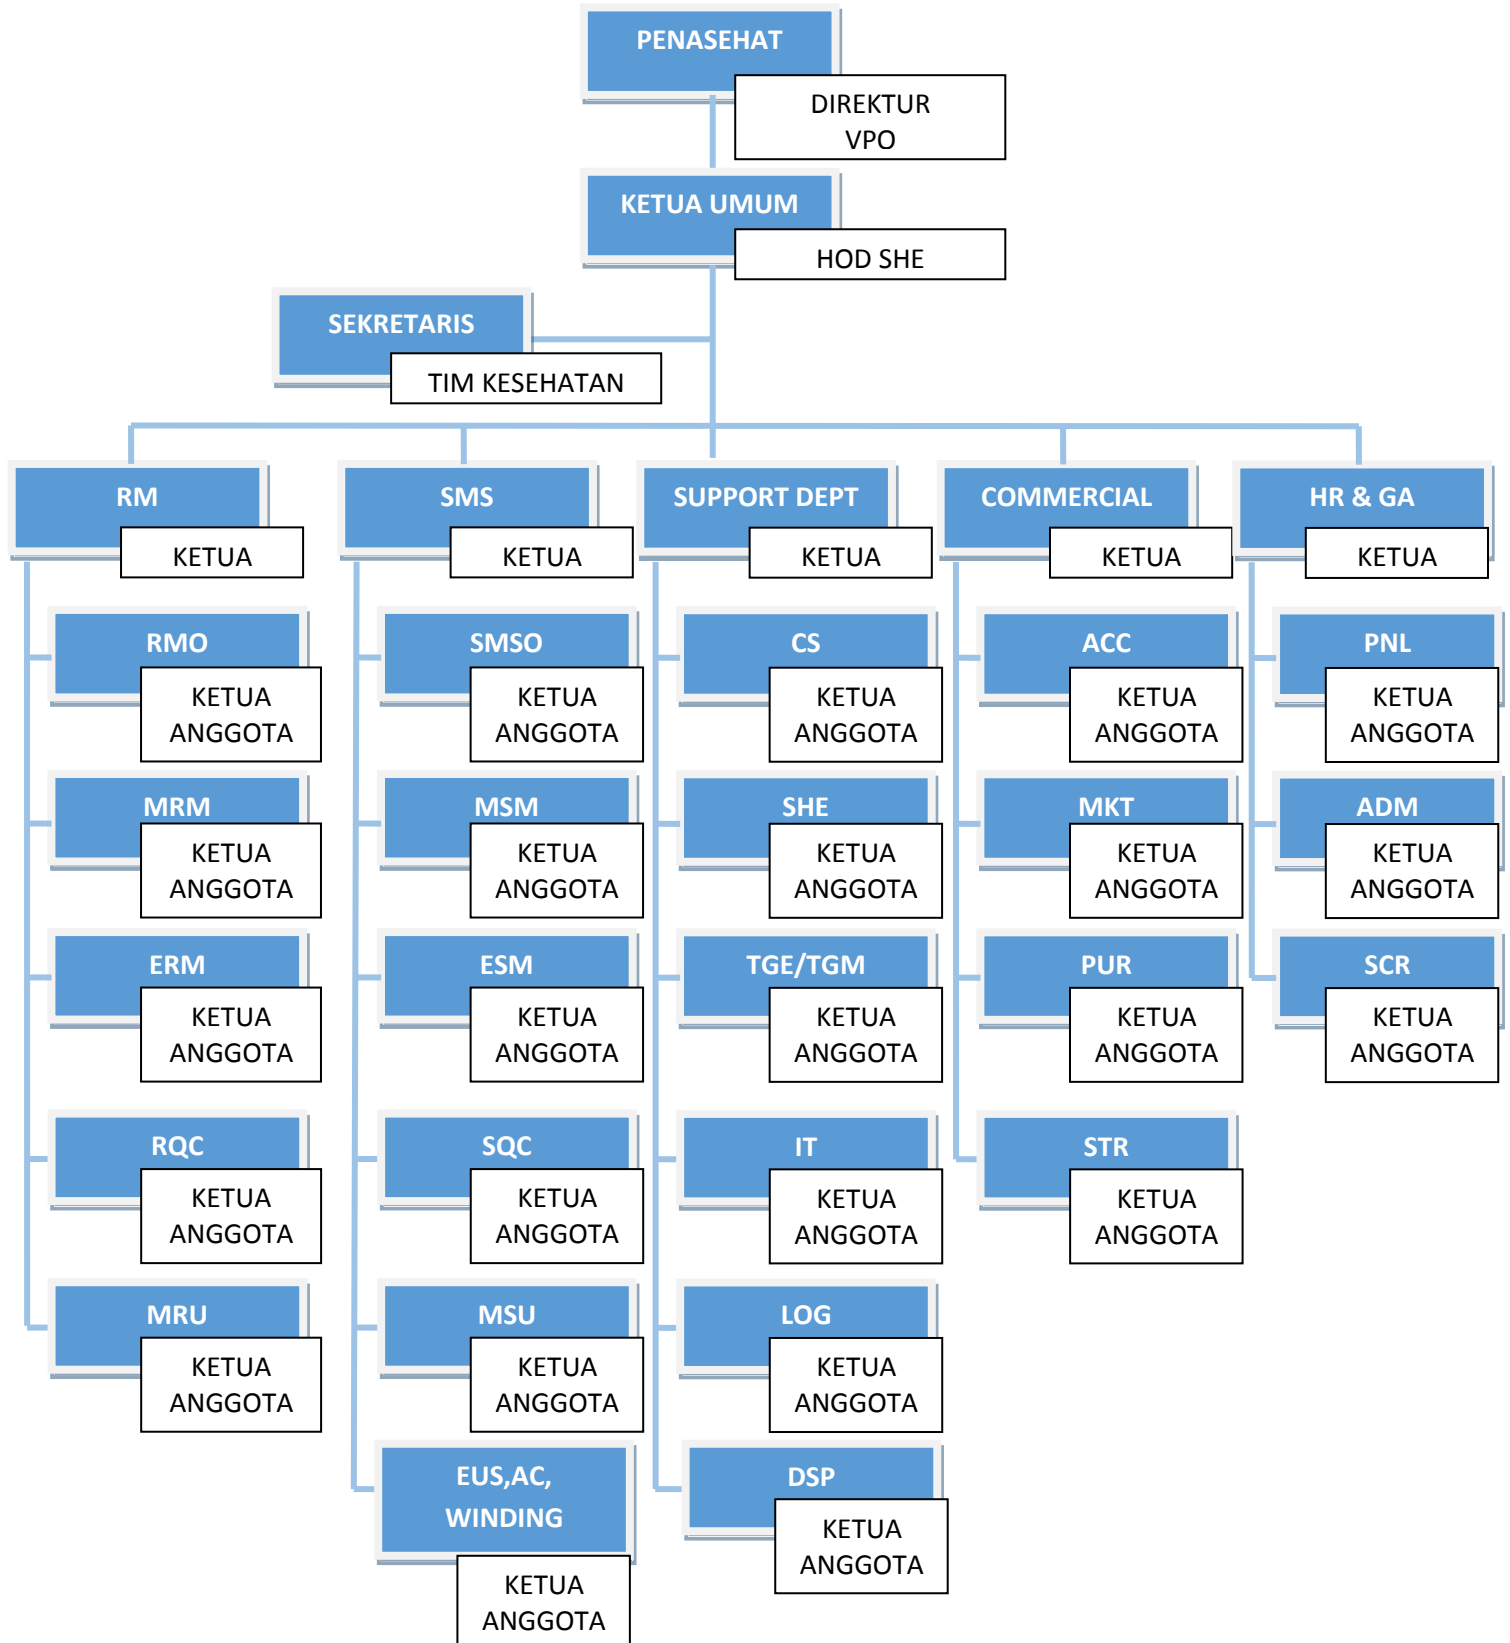 PENASEHAT
DIREKTUR
VPO
KETUA UMUM
HOD SHE
SEKRETARIS
TIM KESEHATAN
RM
KETUA
SMS
KETUA
SUPPORT DEPT
KETUA
COMMERCIAL
KETUA
HR & GA
KETUA
RMO
KETUA
ANGGOTA
SMSO
KETUA
ANGGOTA
CS
KETUA
ANGGOTA
ACC
KETUA
ANGGOTA
PNL
KETUA
ANGGOTA
MRM
KETUA
ANGGOTA
MSM
KETUA
ANGGOTA
SHE
KETUA
ANGGOTA
MKT
KETUA
ANGGOTA
ADM
KETUA
ANGGOTA
ERM
KETUA
ANGGOTA
ESM
KETUA
ANGGOTA
TGE/TGM
KETUA
ANGGOTA
PUR
KETUA
ANGGOTA
SCR
KETUA
ANGGOTA
RQC
KETUA
ANGGOTA
SQC
KETUA
ANGGOTA
IT
KETUA
ANGGOTA
STR
KETUA
ANGGOTA
MRU
KETUA
ANGGOTA
MSU
KETUA
ANGGOTA
LOG
KETUA
ANGGOTA
EUS,AC,
WINDING
KETUA
ANGGOTA
DSP
KETUA
ANGGOTA